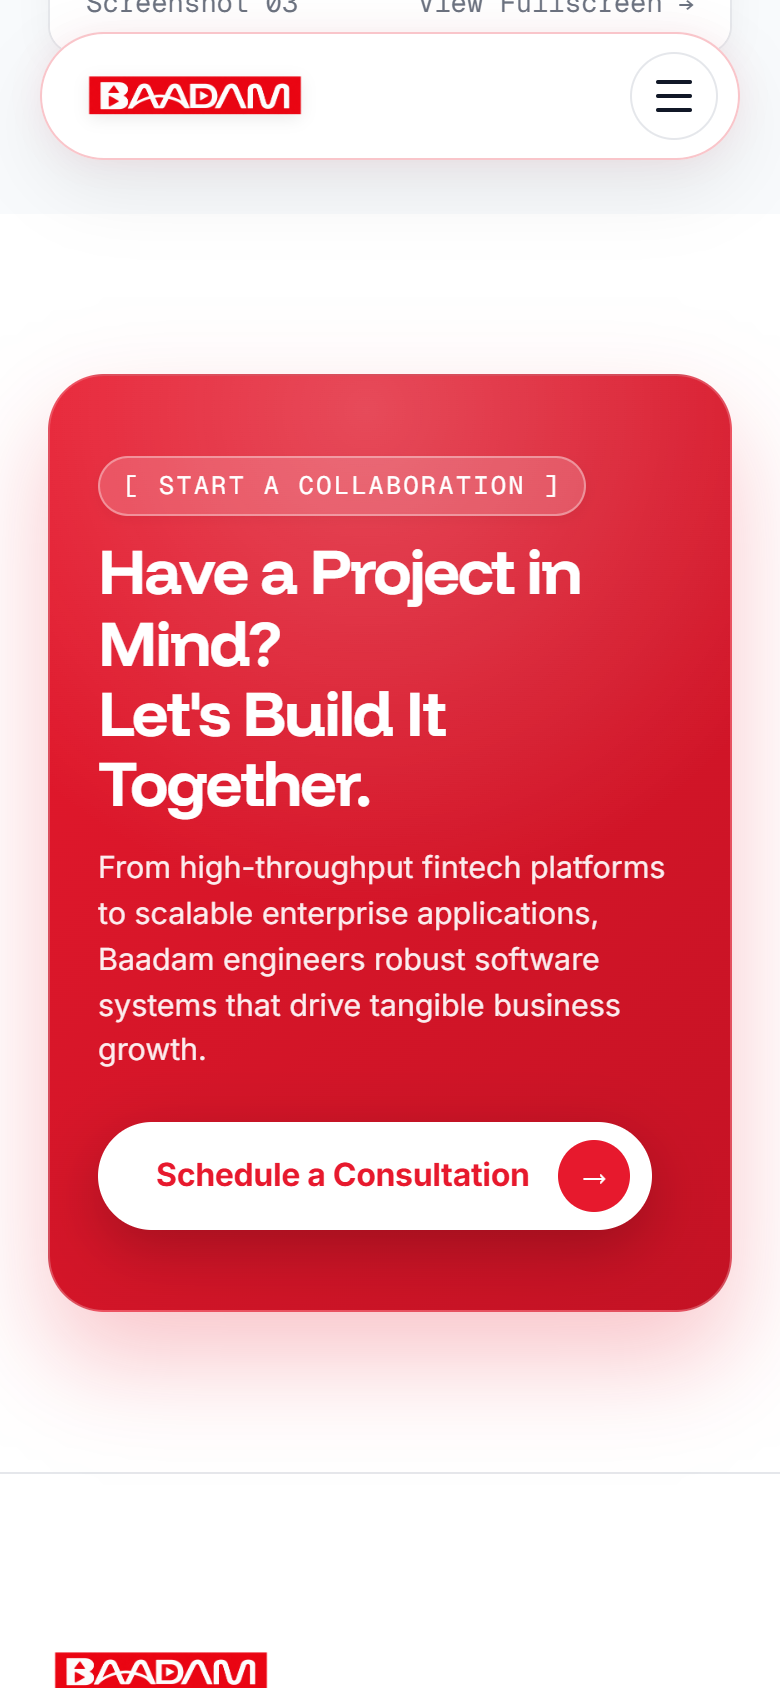 Screenshot 03 View Fullscreen →
BAADAM
[ START A COLLABORATION ]
Have a Project in
Mind?
Let's Build It
Together.
From high-throughput fintech platforms
to scalable enterprise applications,
Baadam engineers robust software
systems that drive tangible business
growth.
Schedule a Consultation →
BAADAM